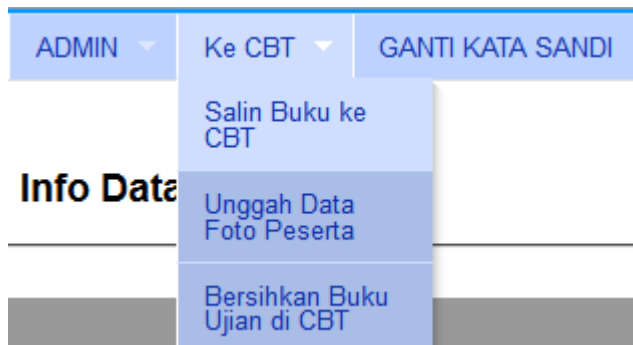 ADMIN Ke CBT GANTI KATA SANDI
Salin Buku ke
CBT
Info Data
Unggah Data
Foto Peserta
Bersihkan Buku
Ujian di CBT